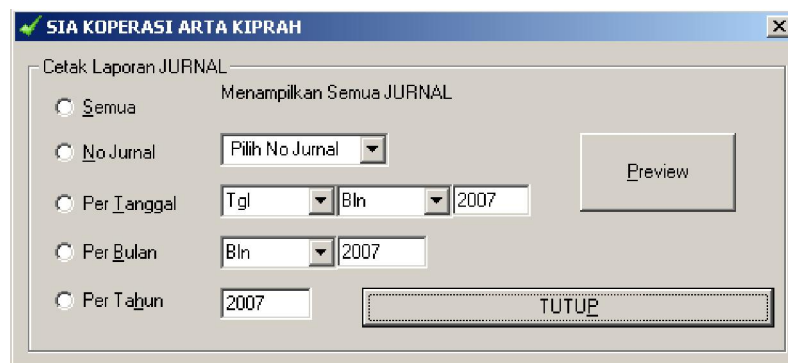 SIA KOPERASI ARTA KIPRAH
Cetak Laporan JURNAL
Semua Menampilkan Semua JURNAL
No Jurnal Pilih No Jurnal
Preview
Per Tanggal Tgl Bln 2007
Per Bulan Bln 2007
Per Tahun 2007 TUTUP